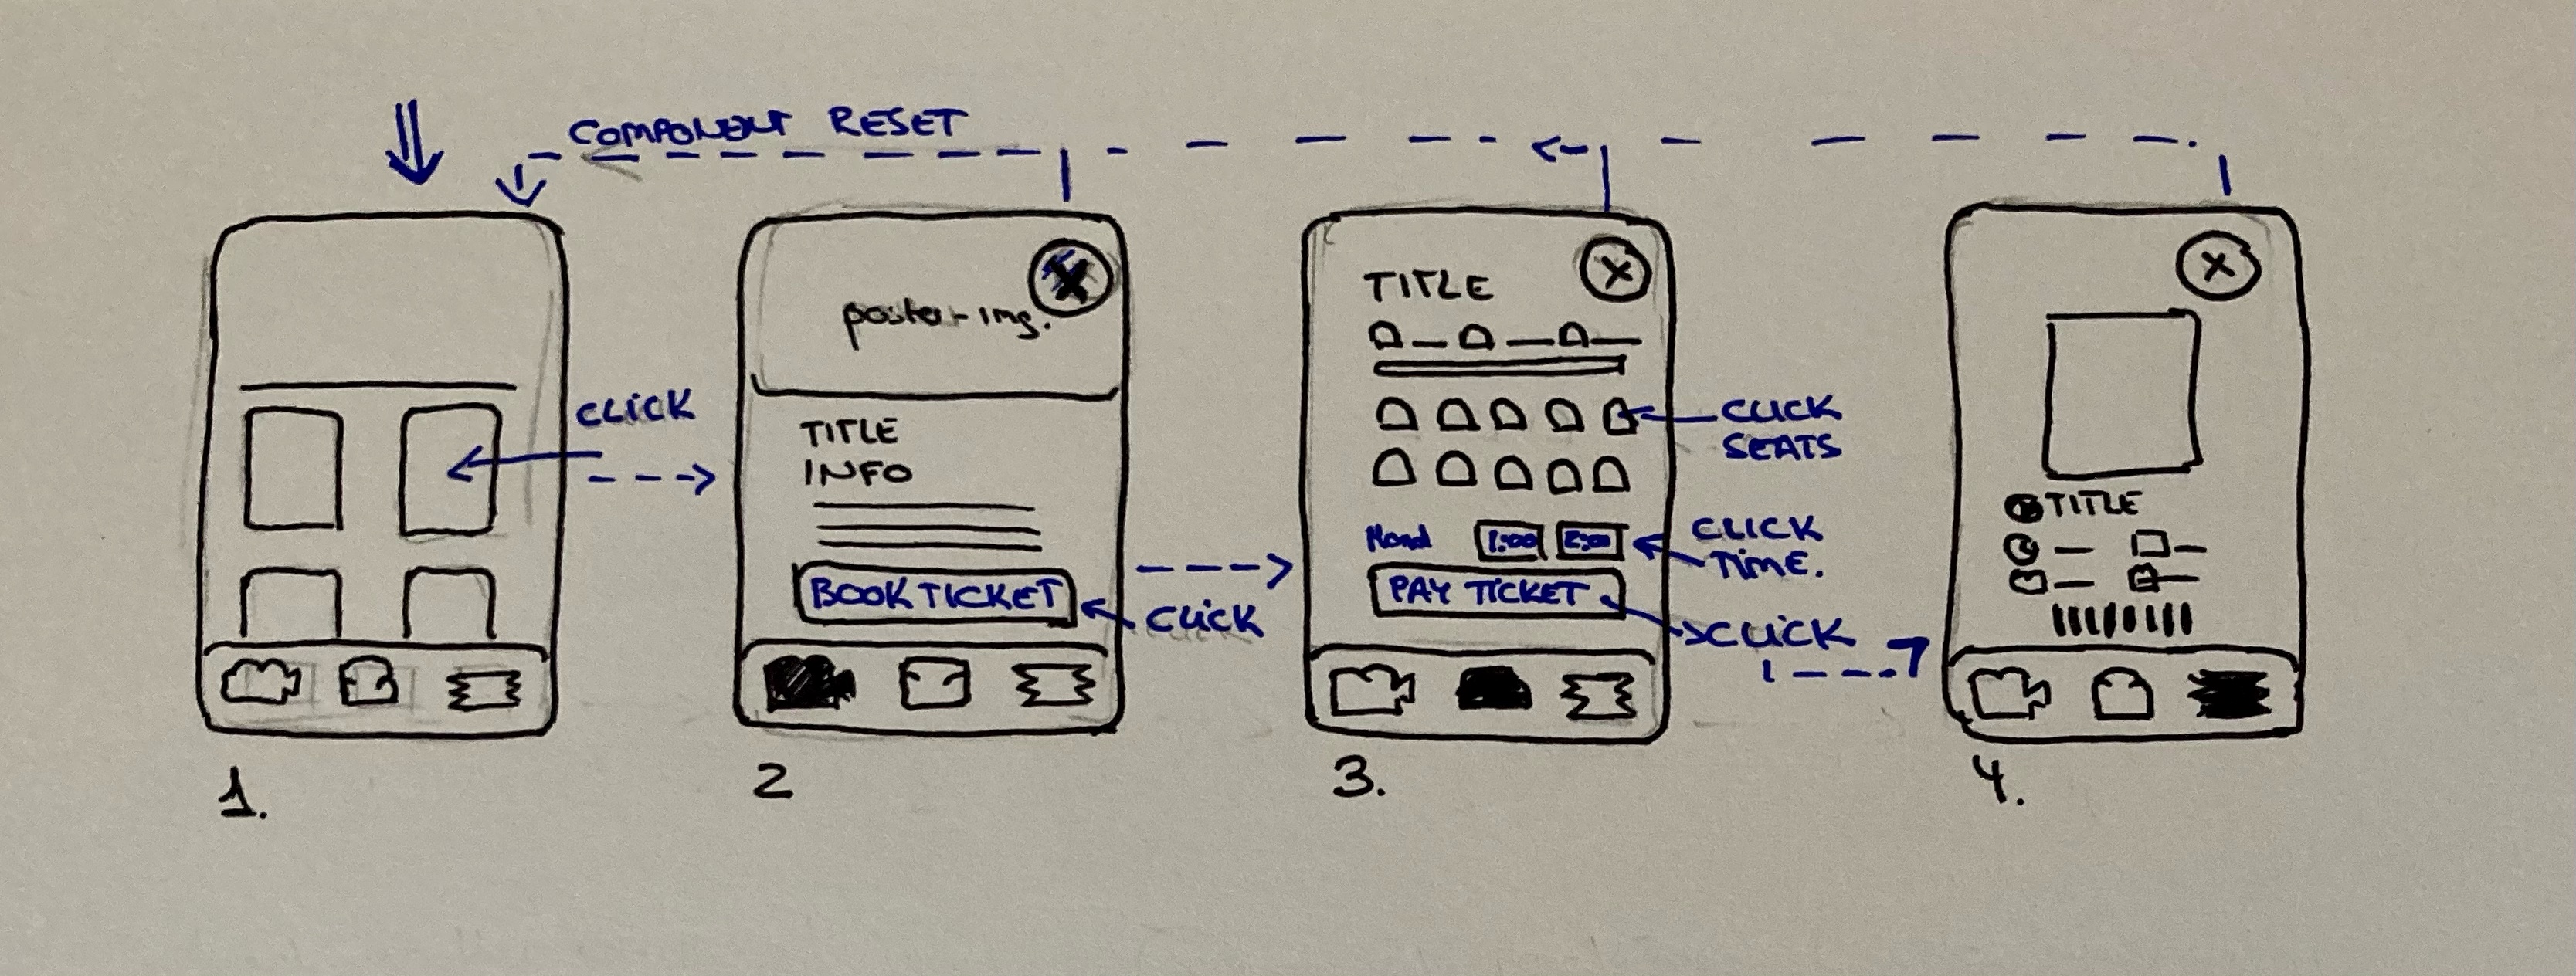 COMPONENT RESET
CLICK
poster-img.
TITLE
INFO
BOOK TICKET
CLICK
TITLE
CLICK
SEATS
1:00
2:00
CLICK
TIME.
PAY TICKET
CLICK
TITLE
1.
2
3.
4.